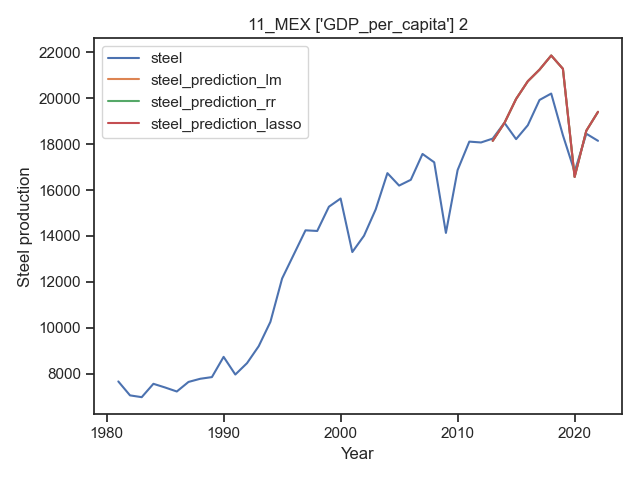 11_MEX ['GDP_per_capita'] 2
steel
steel_prediction_lm
steel_prediction_rr
steel_prediction_lasso
Steel production
22000
20000
18000
16000
14000
12000
10000
8000
1980
1990
2000
2010
2020
Year